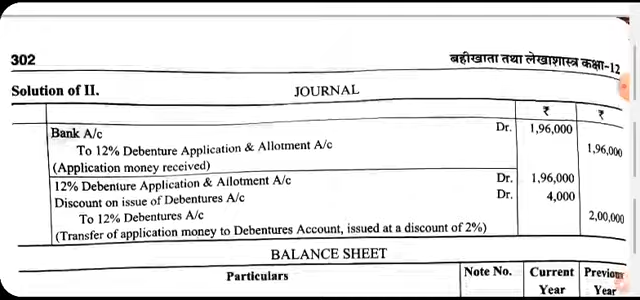 302 बहीखाता तथा लेखाशास्त्र कक्षा-12
Solution of II. JOURNAL
₹ ₹
Bank A/c Dr. 1,96,000
To 12% Debenture Application & Allotment A/c 1,96,000
(Application money received)
12% Debenture Application & Allotment A/c Dr. 1,96,000
Discount on issue of Debentures A/c Dr. 4,000
To 12% Debentures A/c 2,00,000
(Transfer of application money to Debentures Account, issued at a discount of 2%)
BALANCE SHEET
Particulars Note No. Current Previous
Year Year